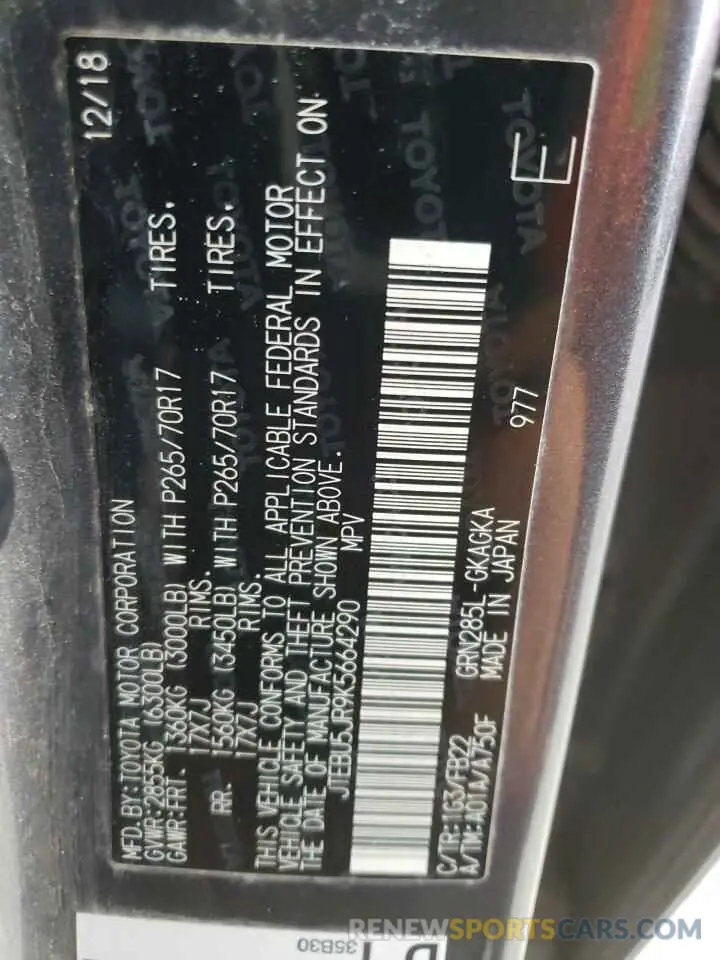 MFD. BY:TOYOTA MOTOR CORPORATION 12/18
GVWR:2855KG (6300LB)
GAWR:FRT. 1360KG (3000LB) WITH P265/70R17 TIRES.
17X7J RIMS.
RR. 1560KG (3450LB) WITH P265/70R17 TIRES.
17X7J RIMS.
THIS VEHICLE CONFORMS TO ALL APPLICABLE FEDERAL MOTOR
VEHICLE SAFETY AND THEFT PREVENTION STANDARDS IN EFFECT ON
THE DATE OF MANUFACTURE SHOWN ABOVE.
JTEBU5JR9K5664290 MPV
C/TR:1G3/FB22 GRN285L-GKAGKA 977
A/TM:A01A/A750F MADE IN JAPAN
35B30
RENEWSPORTSCARS.COM